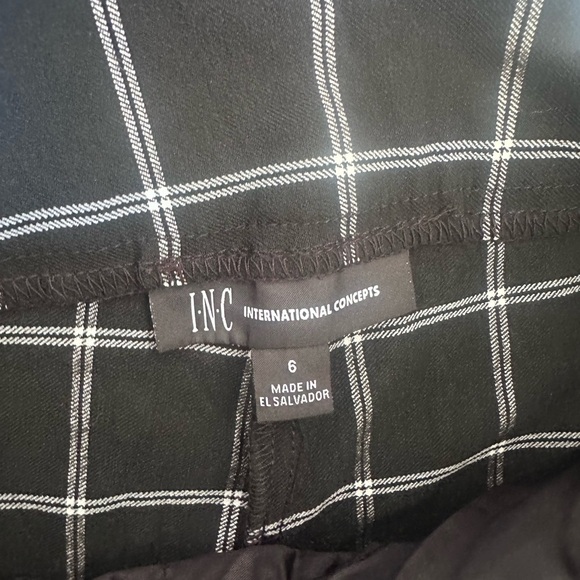 I·N·C INTERNATIONAL CONCEPTS
6
MADE IN
EL SALVADOR